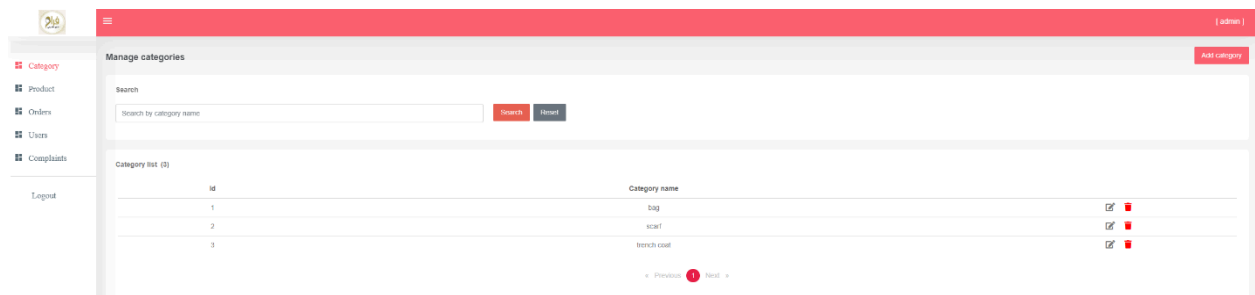 | admin |
Category
Product
Orders
Users
Complaints
Logout
Manage categories
Add category
Search
Search by category name
Search Reset
Category list (3)
Id Category name
1 bag
2 scarf
3 trench coat
« Previous 1 Next »